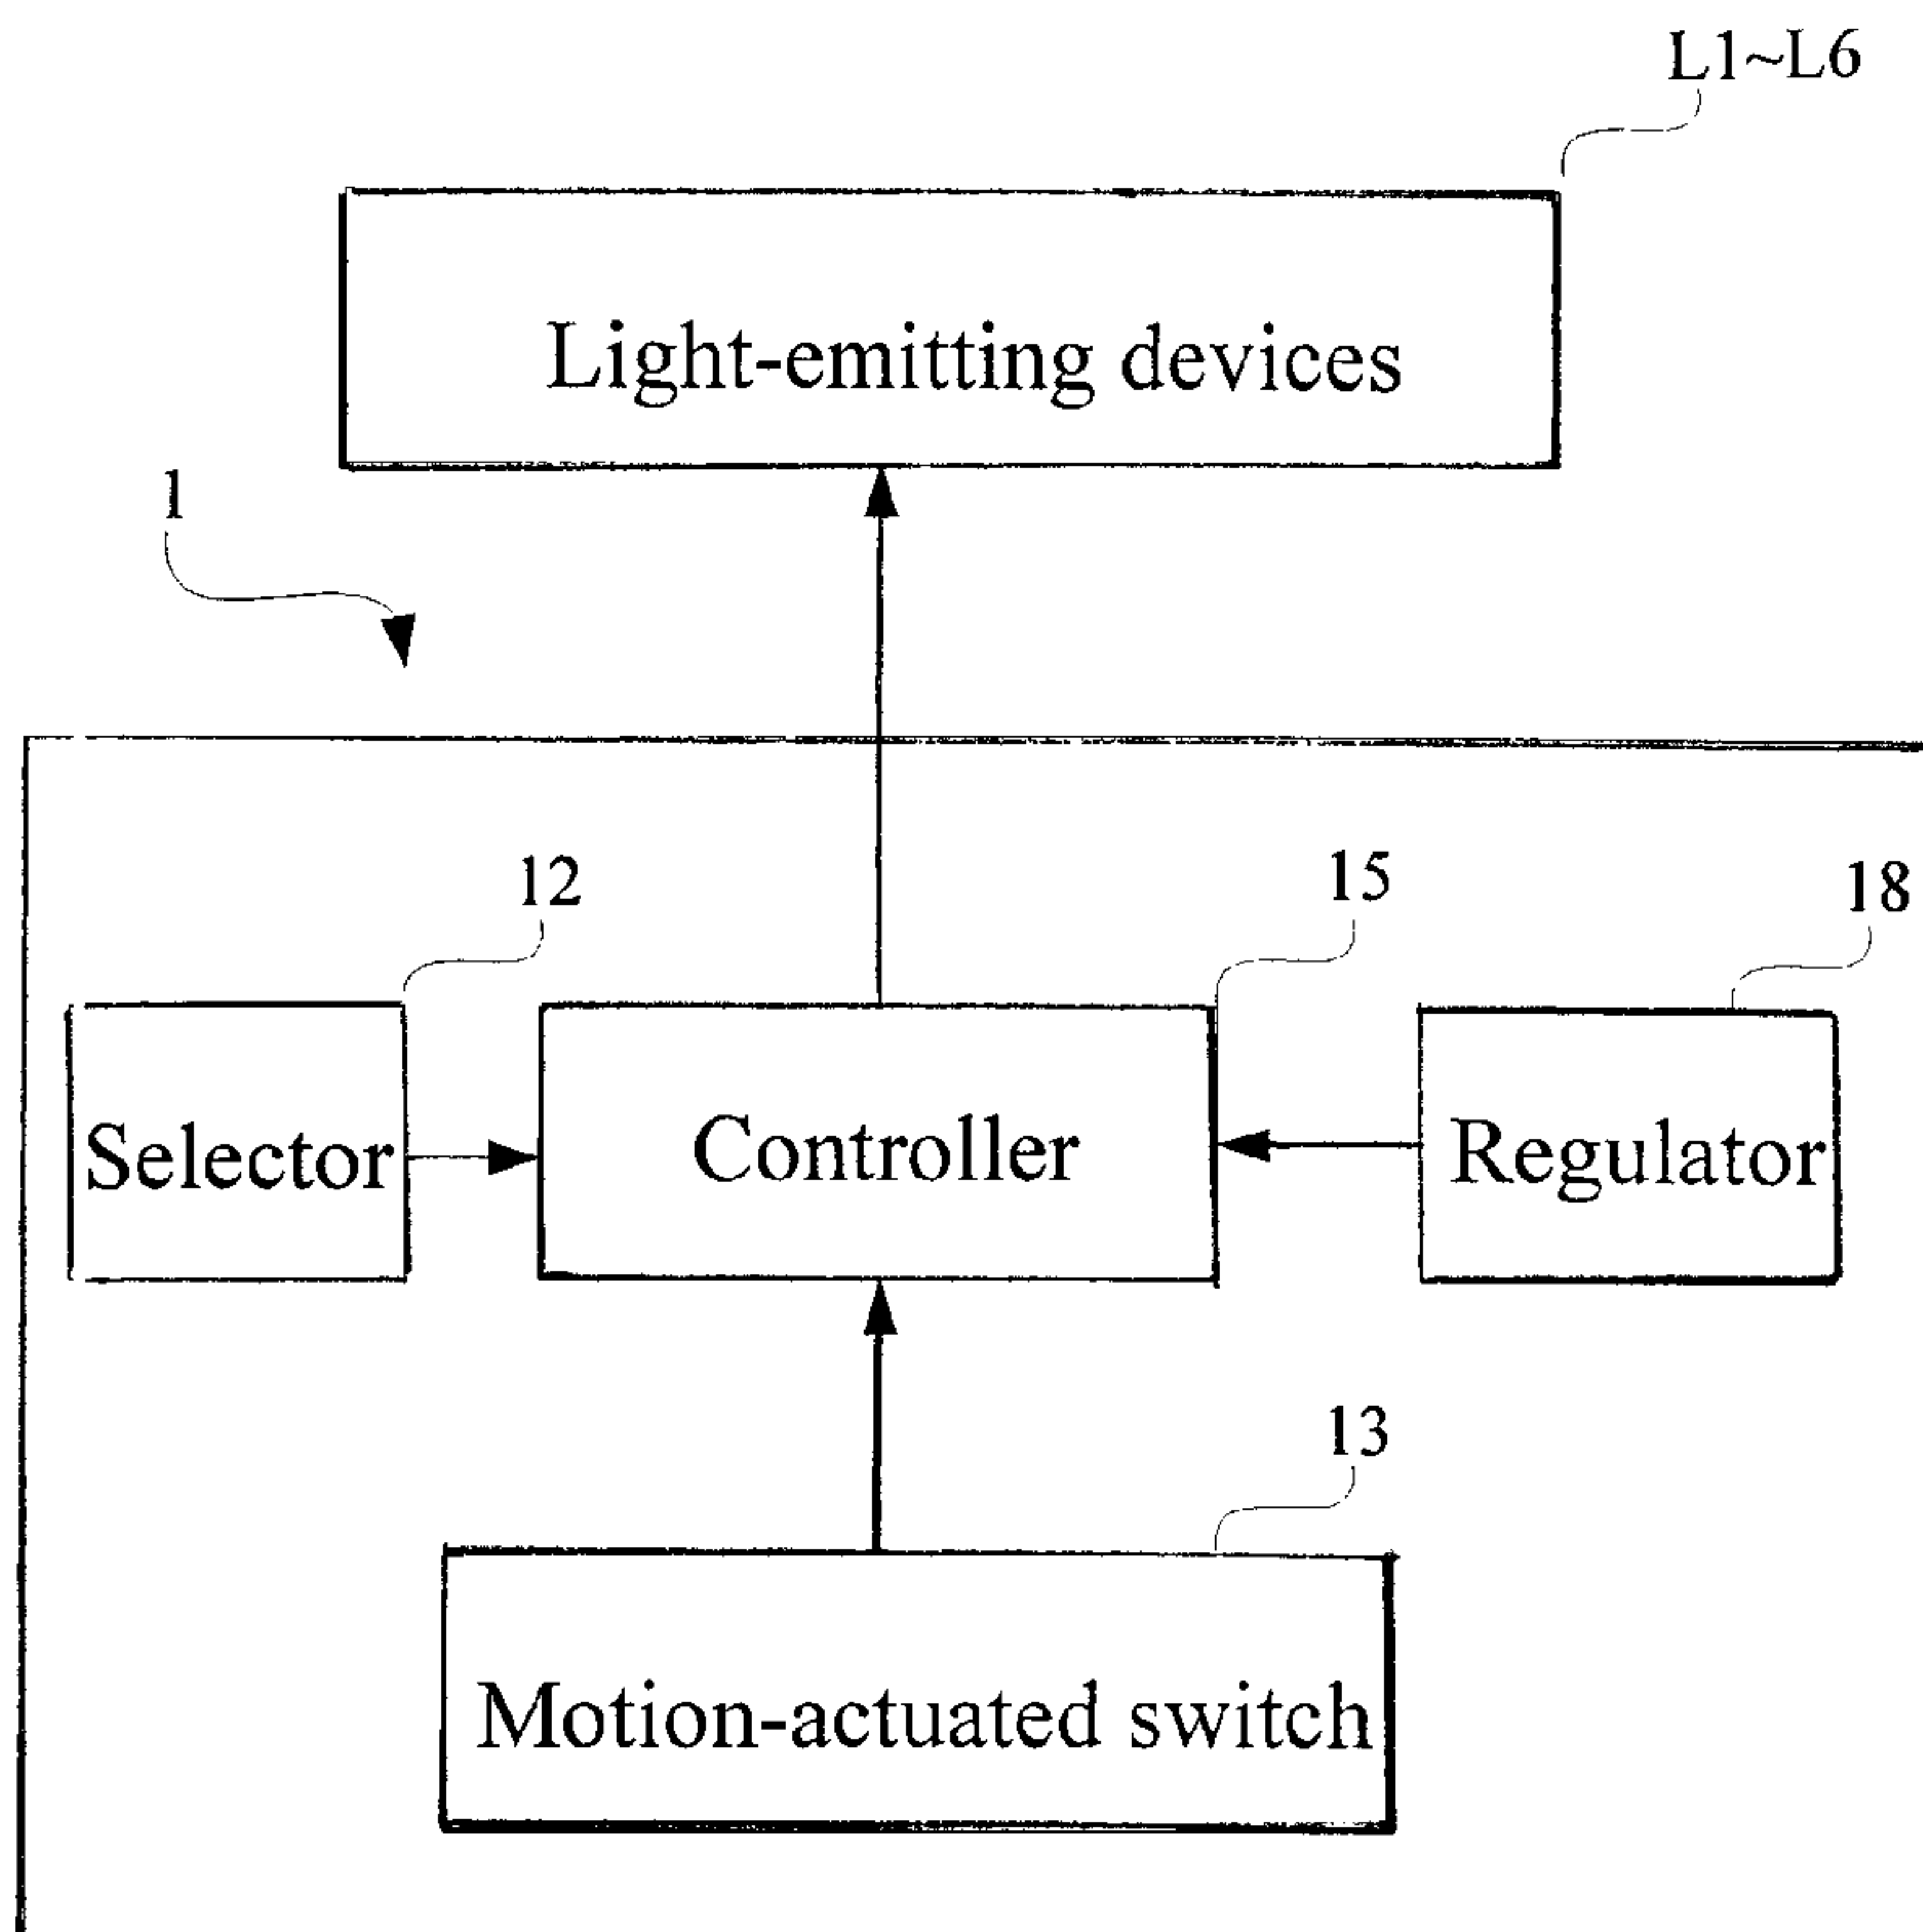 L1~L6
Light-emitting devices
1
12
15
18
Selector
Controller
Regulator
13
Motion-actuated switch